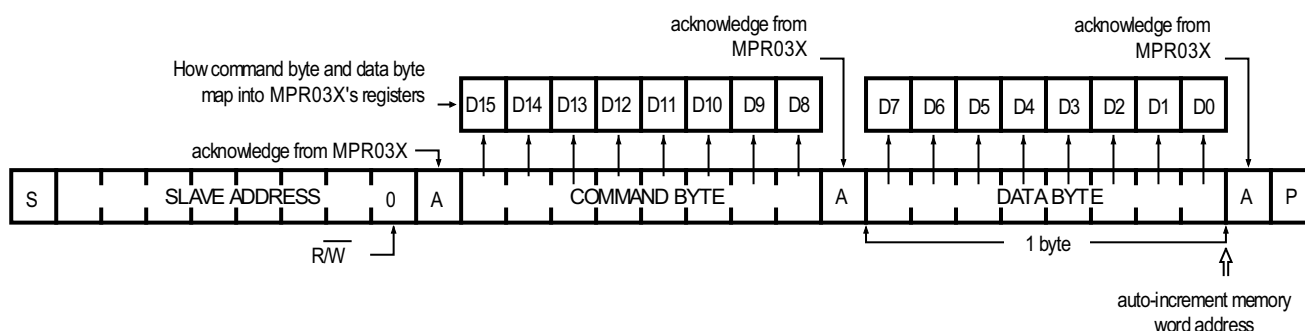 acknowledge from
MPR03X
acknowledge from
MPR03X
How command byte and data byte
map into MPR03X's registers
D15 D14 D13 D12 D11 D10 D9 D8
D7 D6 D5 D4 D3 D2 D1 D0
acknowledge from MPR03X
S SLAVE ADDRESS 0 A COMMAND BYTE A DATA BYTE A P
R/W
1 byte
auto-increment memory
word address